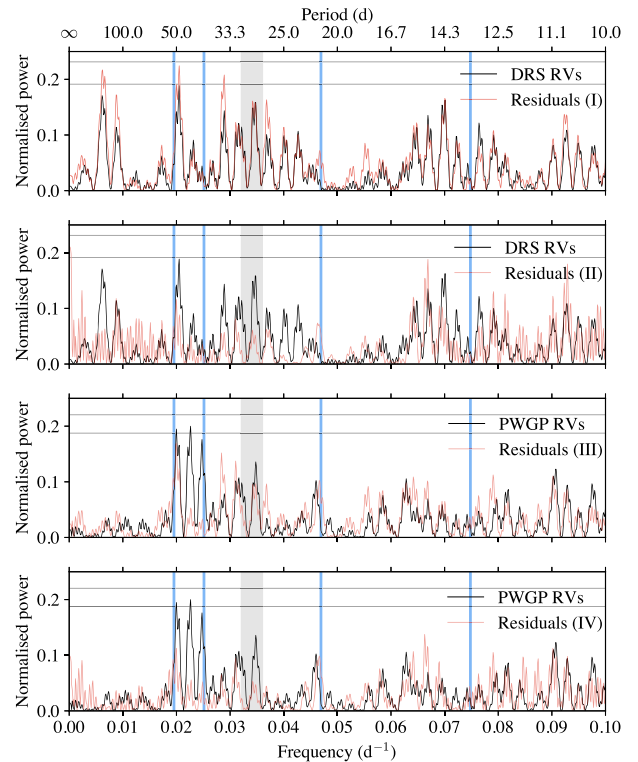 Period (d)
∞ 100.0 50.0 33.3 25.0 20.0 16.7 14.3 12.5 11.1 10.0
Normalised power
0.2
0.1
0.0
DRS RVs
Residuals (I)
Normalised power
0.2
0.1
0.0
DRS RVs
Residuals (II)
Normalised power
0.2
0.1
0.0
PWGP RVs
Residuals (III)
Normalised power
0.2
0.1
0.0
PWGP RVs
Residuals (IV)
0.00 0.01 0.02 0.03 0.04 0.05 0.06 0.07 0.08 0.09 0.10
Frequency (d⁻¹)